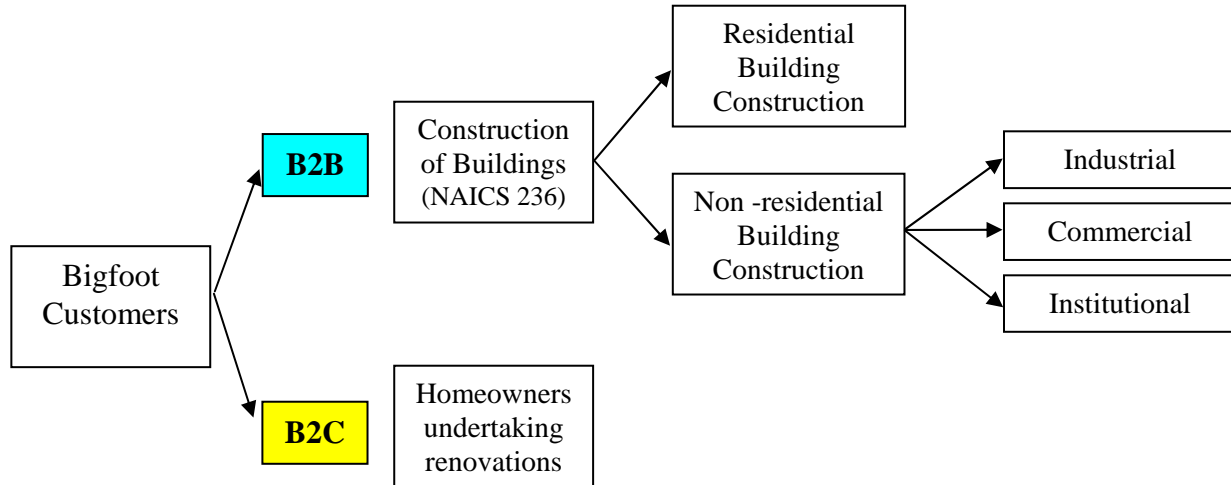 Residential
Building
Construction
B2B
Construction
of Buildings
(NAICS 236)
Industrial
Non -residential
Building
Construction
Commercial
Institutional
Bigfoot
Customers
B2C
Homeowners
undertaking
renovations